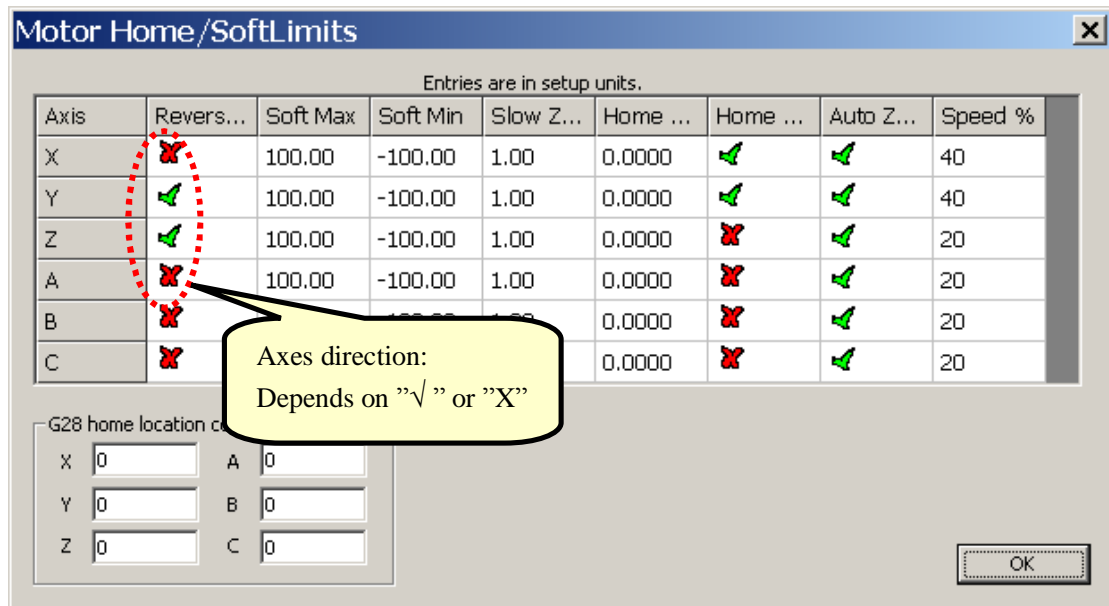 Motor Home/SoftLimits
Entries are in setup units.
Axis Revers... Soft Max Soft Min Slow Z... Home ... Home ... Auto Z... Speed %
X 100.00 -100.00 1.00 0.0000 40
Y 100.00 -100.00 1.00 0.0000 40
Z 100.00 -100.00 1.00 0.0000 20
A 100.00 -100.00 1.00 0.0000 20
B 0.0000 20
C 0.0000 20
Axes direction:
Depends on ”√ ” or ”X”
G28 home location
X 0 A 0
Y 0 B 0
Z 0 C 0
OK